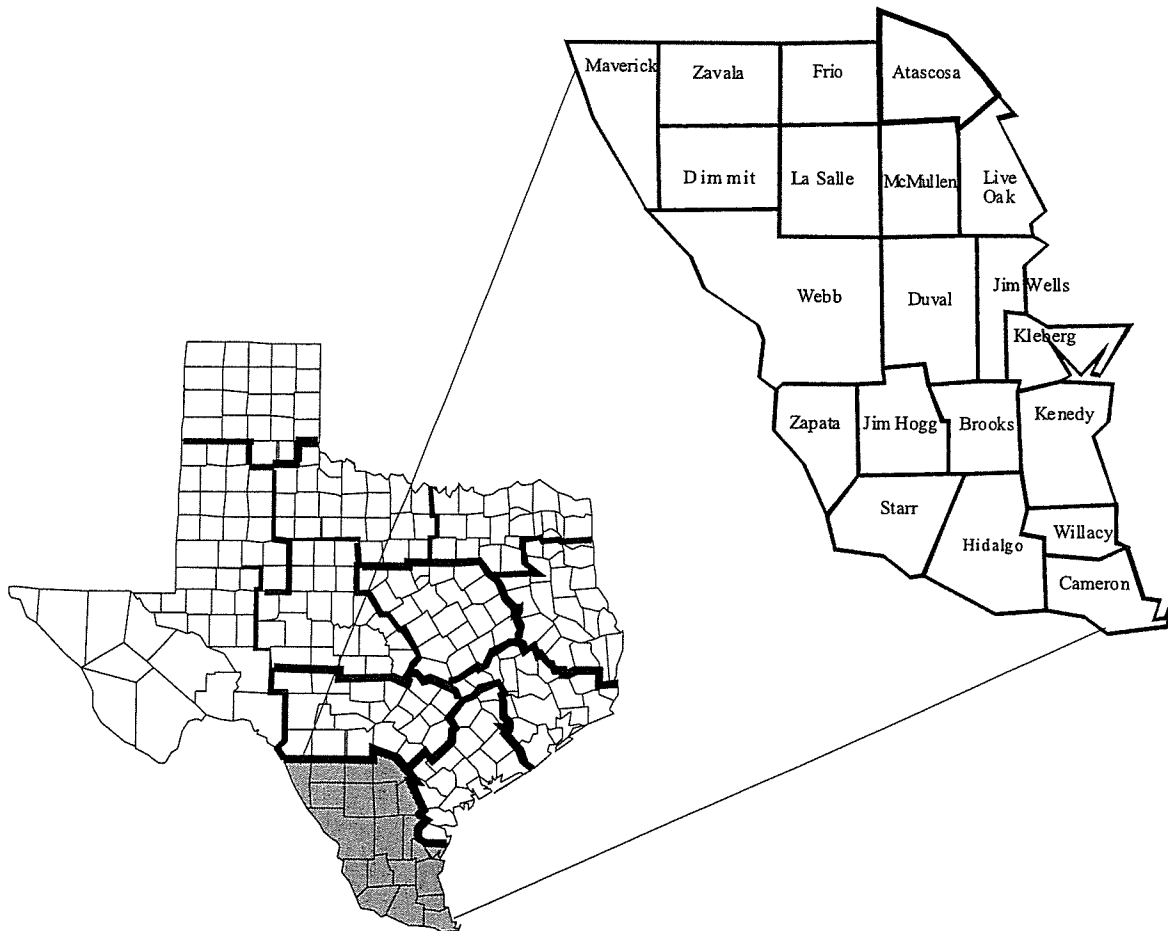 Maverick
Zavala
Frio
Atascosa
Dimmit
La Salle
McMullen
Live
Oak
Webb
Duval
Jim Wells
Kleberg
Zapata
Jim Hogg
Brooks
Kenedy
Starr
Hidalgo
Willacy
Cameron